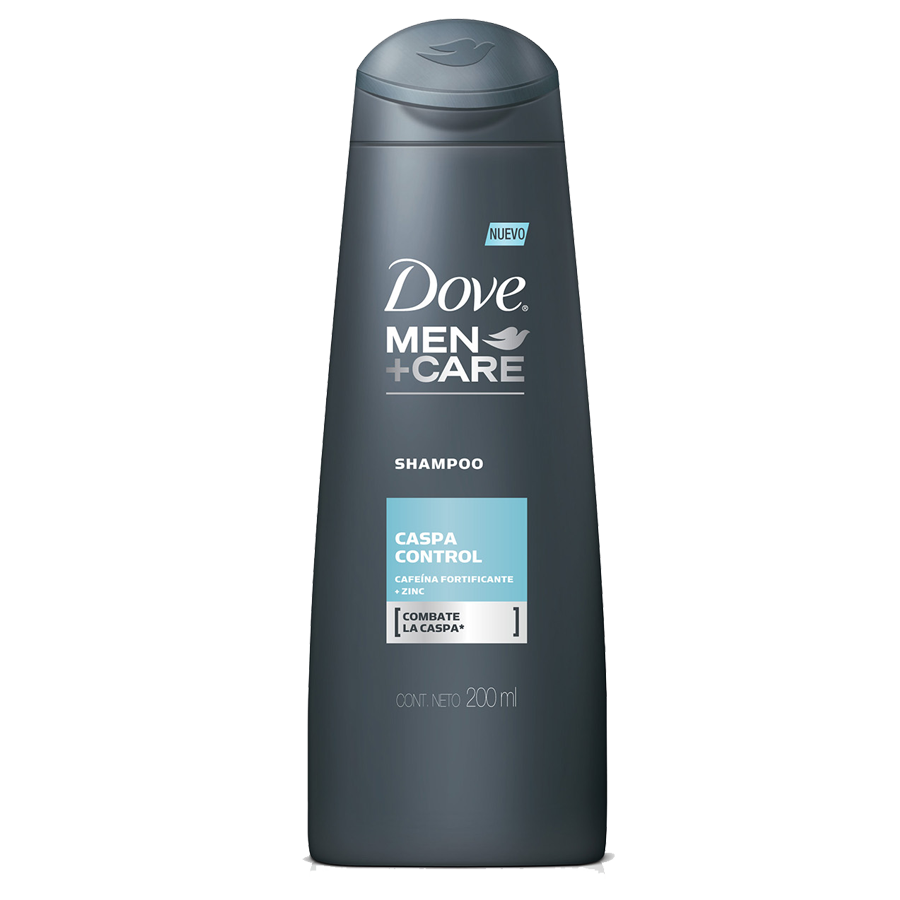 NUEVO
Dove®
MEN
+CARE
SHAMPOO
CASPA
CONTROL
CAFEÍNA FORTIFICANTE
+ ZINC
[COMBATE
LA CASPA*]
CONT. NETO 200 ml